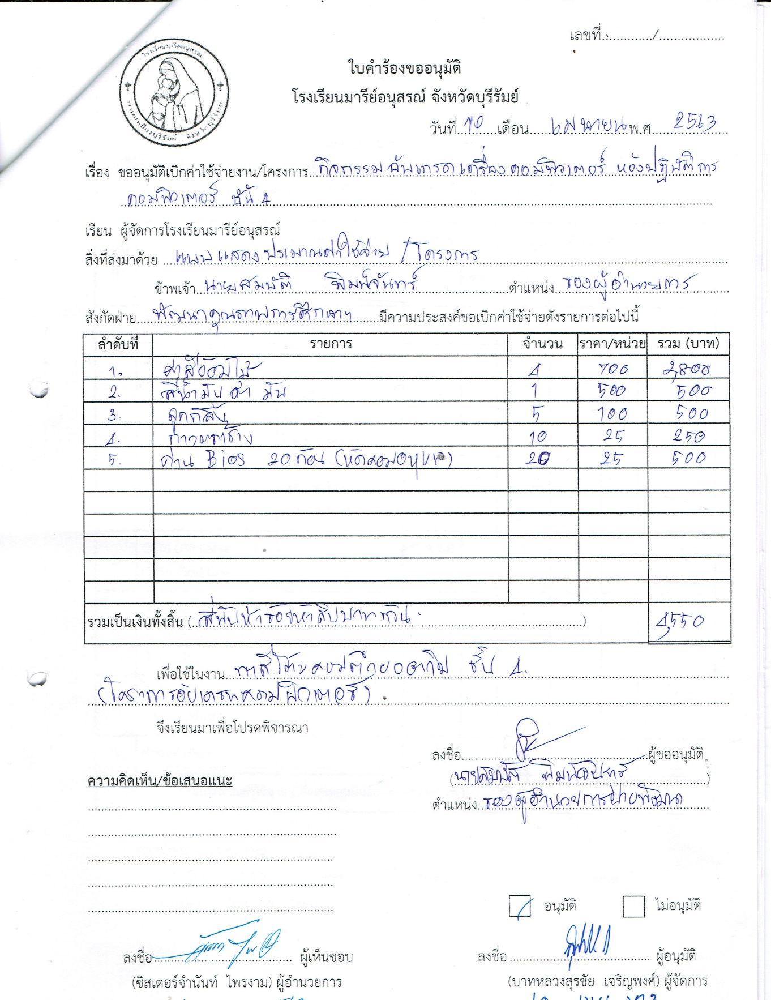 เลขที่............./...................
โรงเรียนมารีย์อนุสรณ์
ใบคำร้องขออนุมัติ
โรงเรียนมารีย์อนุสรณ์ จังหวัดบุรีรัมย์
วันที่ 10 เดือน เมษายน พ.ศ. 2563
เรื่อง ขออนุมัติเบิกค่าใช้จ่ายงาน/โครงการ กิจกรรมอัพเกรดเครื่องคอมพิวเตอร์ ห้องปฏิบัติการ
คอมพิวเตอร์ ชั้น 4
เรียน ผู้จัดการโรงเรียนมารีย์อนุสรณ์
สิ่งที่ส่งมาด้วย แบบแสดงประมาณค่าใช้จ่าย / โครงการ
ข้าพเจ้า นายสมบัติ พิมพ์จันทร์ ตำแหน่ง รองผู้อำนวยการ
สังกัดฝ่าย พัฒนาคุณภาพการศึกษาฯ มีความประสงค์ขอเบิกค่าใช้จ่ายดังรายการต่อไปนี้
ลำดับที่ รายการ จำนวน ราคา/หน่วย รวม (บาท)
1. ค่าสีย้อมไม้ 4 700 2,800
2. สีน้ำมันดำ มัน 1 500 500
3. ลูกกลิ้ง 5 100 500
4. กาวตราช้าง 10 25 250
5. ถ่าน Bios 20 ก้อน 20 25 500
รวมเป็นเงินทั้งสิ้น (สี่พันห้าร้อยห้าสิบบาทถ้วน) 4,550
เพื่อใช้ในงาน ทาสีโต๊ะคอมตึกยออากิม ชั้น 4.
(โครงการอัพเกรดคอมพิวเตอร์)
จึงเรียนมาเพื่อโปรดพิจารณา
ลงชื่อ ผู้ขออนุมัติ
(นายสมบัติ พิมพ์จันทร์)
ความคิดเห็น/ข้อเสนอแนะ
ตำแหน่ง รองผู้อำนวยการฝ่ายพัฒนา
อนุมัติ ไม่อนุมัติ
ลงชื่อ ผู้เห็นชอบ ลงชื่อ ผู้อนุมัติ
(ซิสเตอร์จำนันท์ ไพรงาม) ผู้อำนวยการ (บาทหลวงสุรชัย เจริญพงศ์) ผู้จัดการ